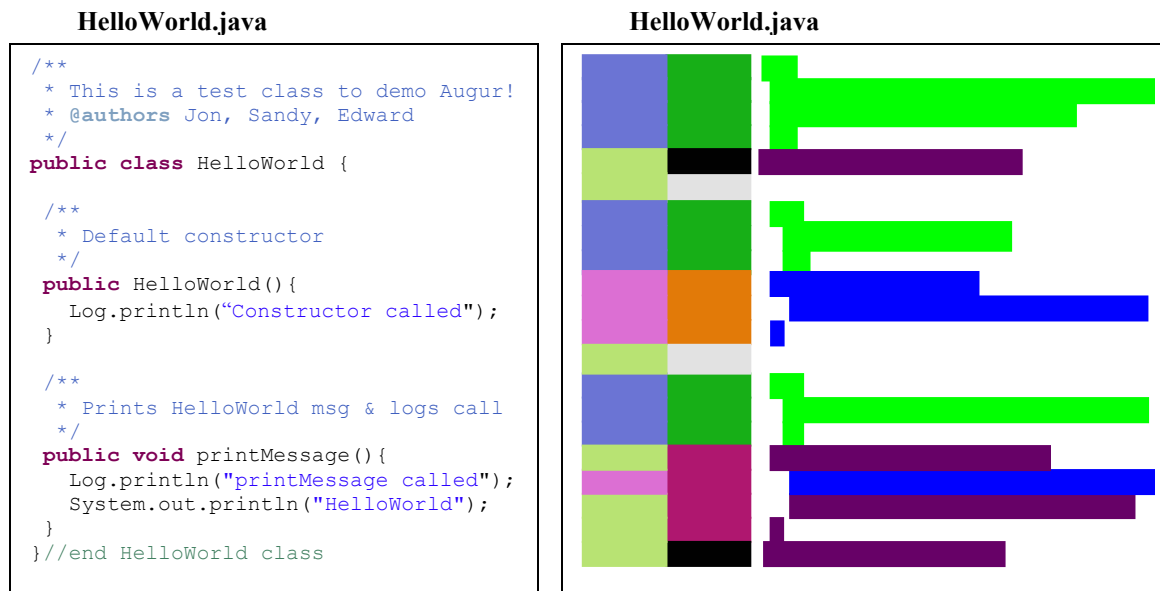 HelloWorld.java
HelloWorld.java
/**
 * This is a test class to demo Augur!
 * @authors Jon, Sandy, Edward
 */
public class HelloWorld {
/**
 * Default constructor
 */
public HelloWorld(){
Log.println(“Constructor called");
}
/**
 * Prints HelloWorld msg & logs call
 */
public void printMessage(){
Log.println("printMessage called");
System.out.println("HelloWorld");
}
}//end HelloWorld class